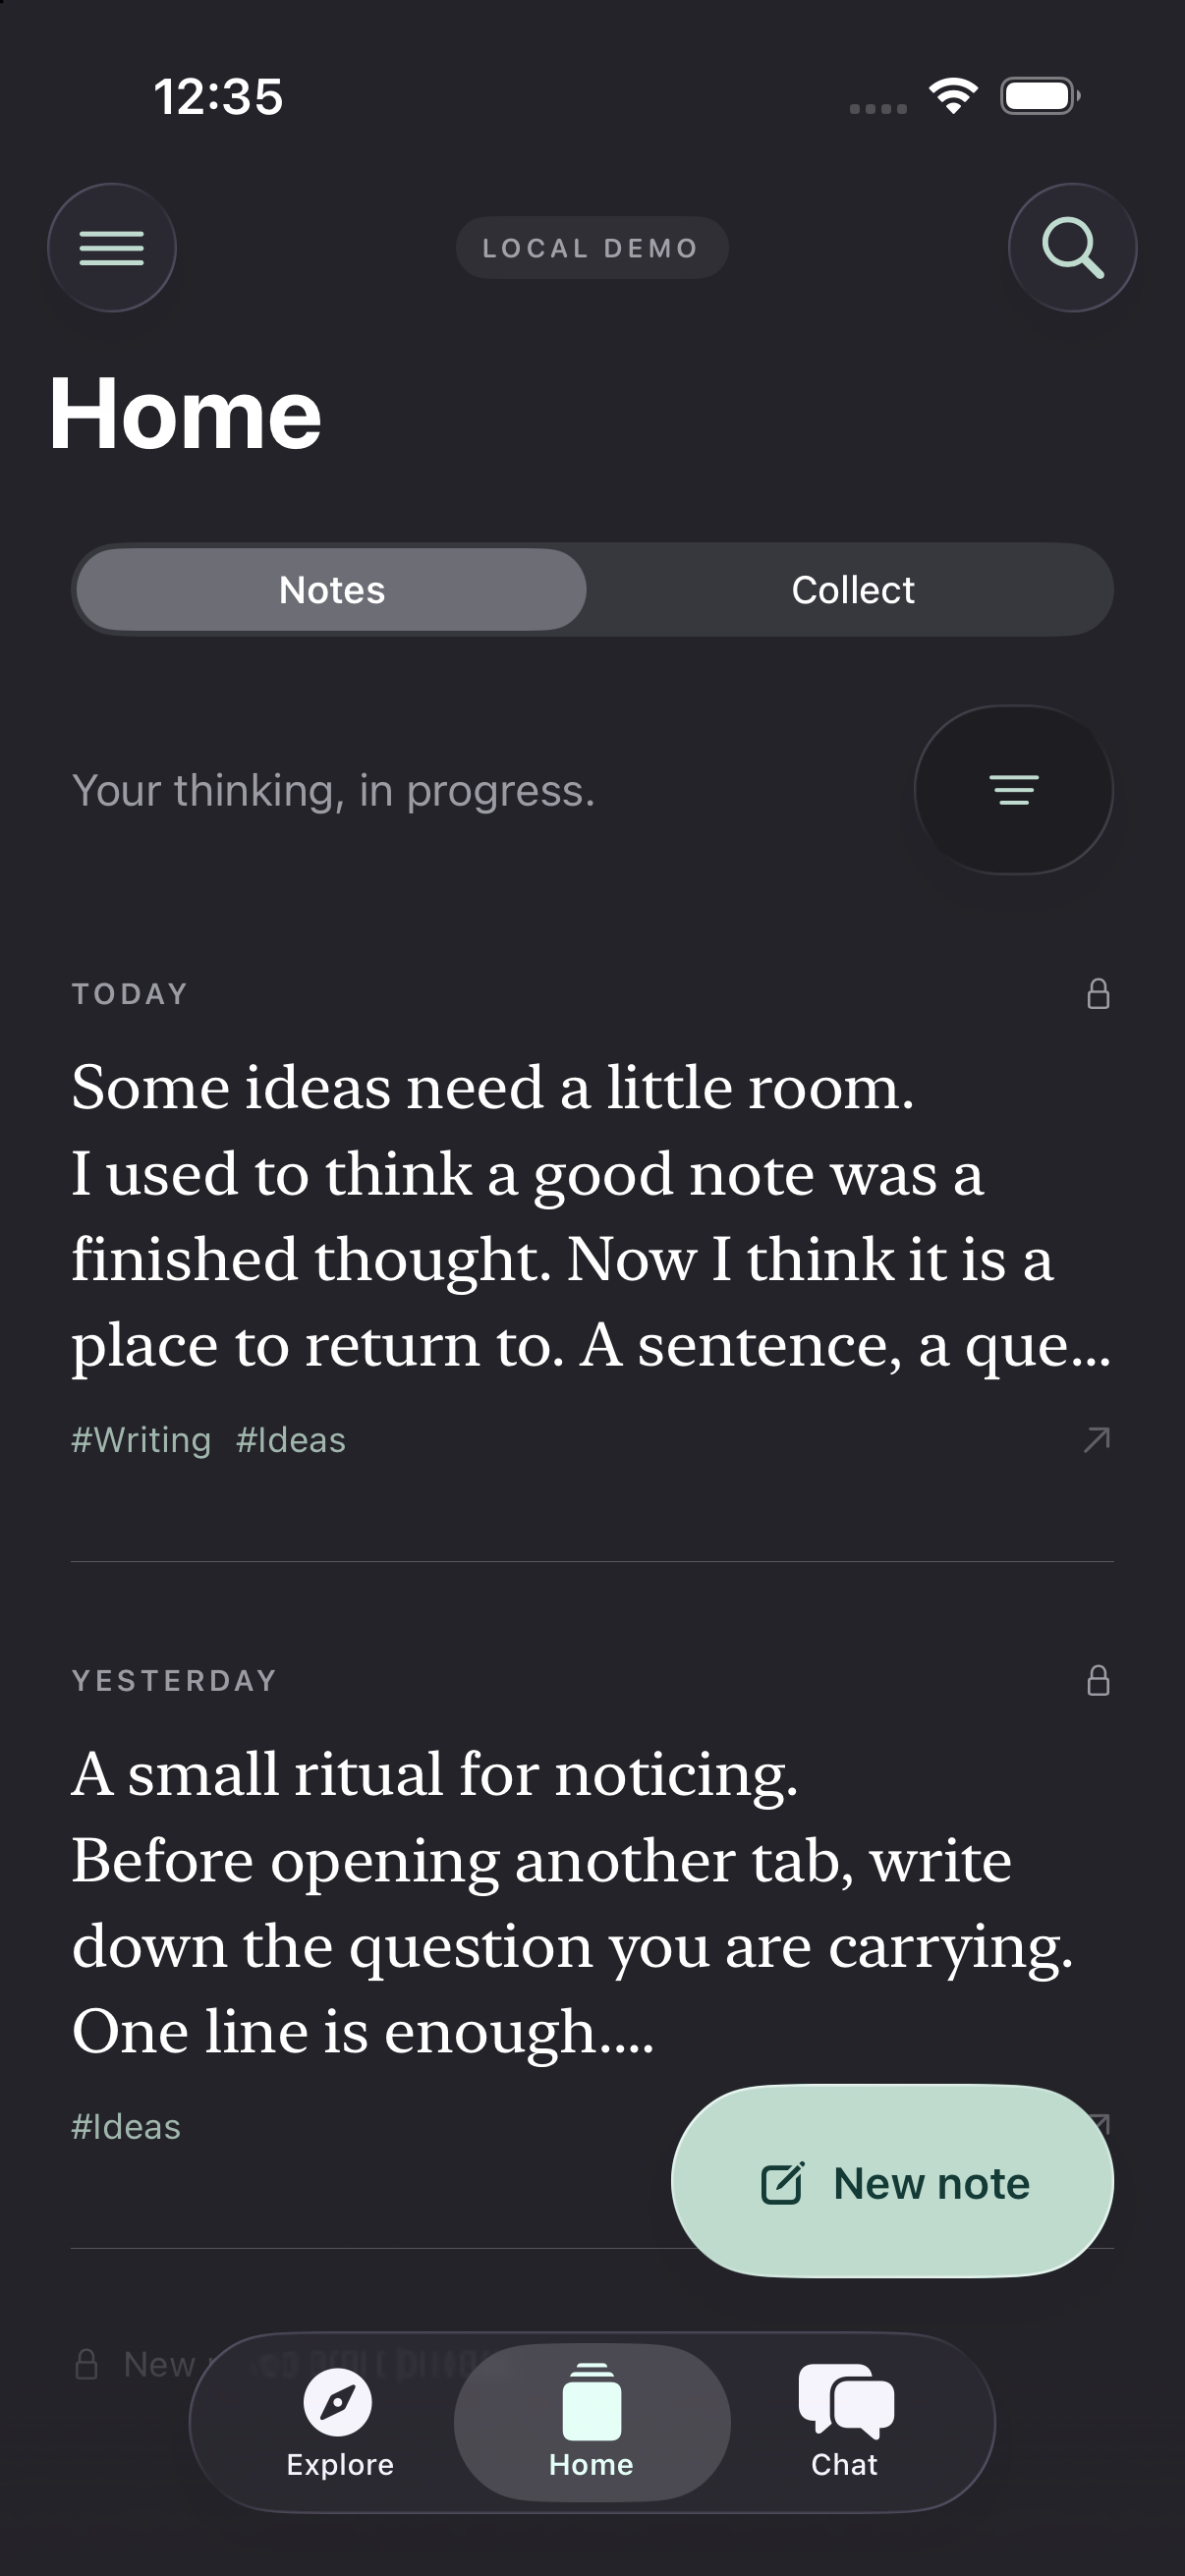 12:35
LOCAL DEMO
Home
Notes
Collect
Your thinking, in progress.
TODAY
Some ideas need a little room.
I used to think a good note was a
finished thought. Now I think it is a
place to return to. A sentence, a que...
#Writing #Ideas
YESTERDAY
A small ritual for noticing.
Before opening another tab, write
down the question you are carrying.
One line is enough....
#Ideas
New note
New
Explore
Home
Chat